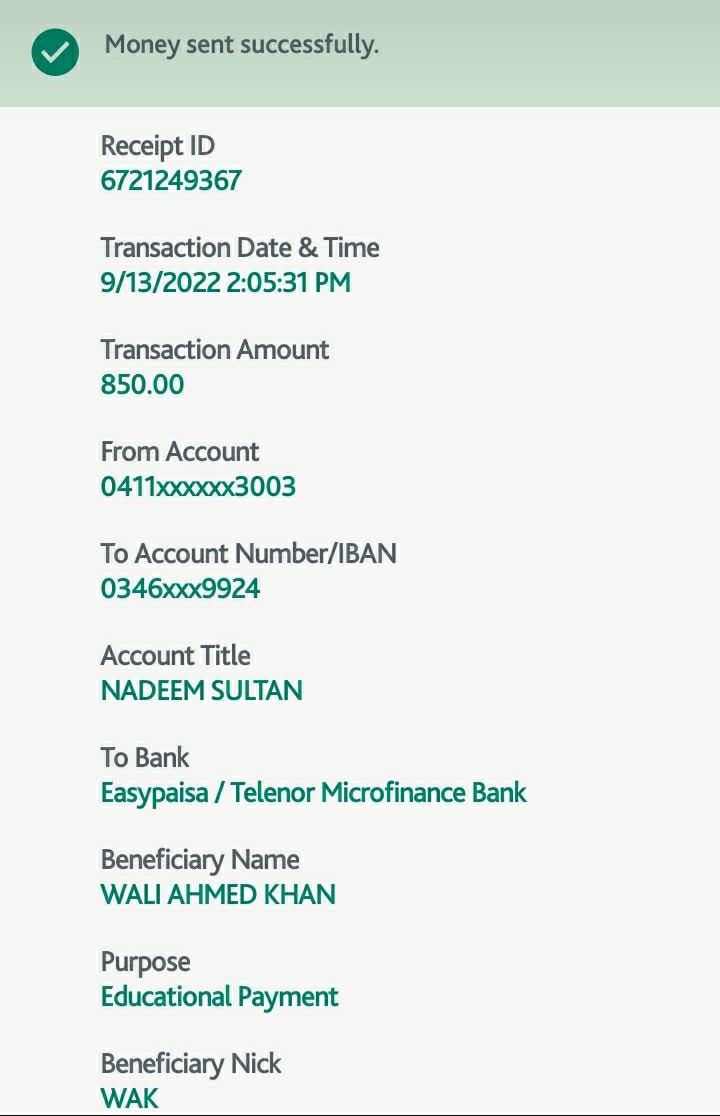 Money sent successfully.
Receipt ID
6721249367
Transaction Date & Time
9/13/2022 2:05:31 PM
Transaction Amount
850.00
From Account
0411xxxxxx3003
To Account Number/IBAN
0346xxx9924
Account Title
NADEEM SULTAN
To Bank
Easypaisa / Telenor Microfinance Bank
Beneficiary Name
WALI AHMED KHAN
Purpose
Educational Payment
Beneficiary Nick
WAK